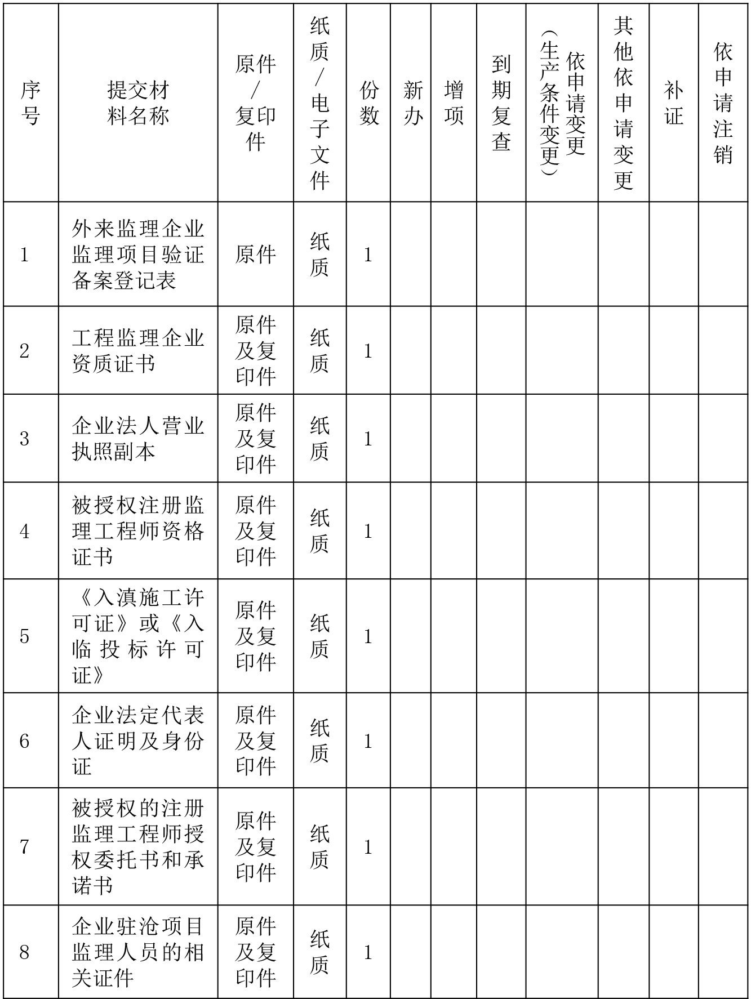 序号
提交材料名称
原件/复印件
纸质/电子文件
份数
新办
增项
到期复查
依申请变更
（生产条件变更）
其他依申请变更
补证
依申请注销
1
外来监理企业
监理项目验证
备案登记表
原件
纸质
1
2
工程监理企业
资质证书
原件
及复
印件
纸质
1
3
企业法人营业
执照副本
原件
及复
印件
纸质
1
4
被授权注册监
理工程师资格
证书
原件
及复
印件
纸质
1
5
《入滇施工许
可证》或《入
临投标许可
证》
原件
及复
印件
纸质
1
6
企业法定代表
人证明及身份
证
原件
及复
印件
纸质
1
7
被授权的注册
监理工程师授
权委托书和承
诺书
原件
及复
印件
纸质
1
8
企业驻沧项目
监理人员的相
关证件
原件
及复
印件
纸质
1